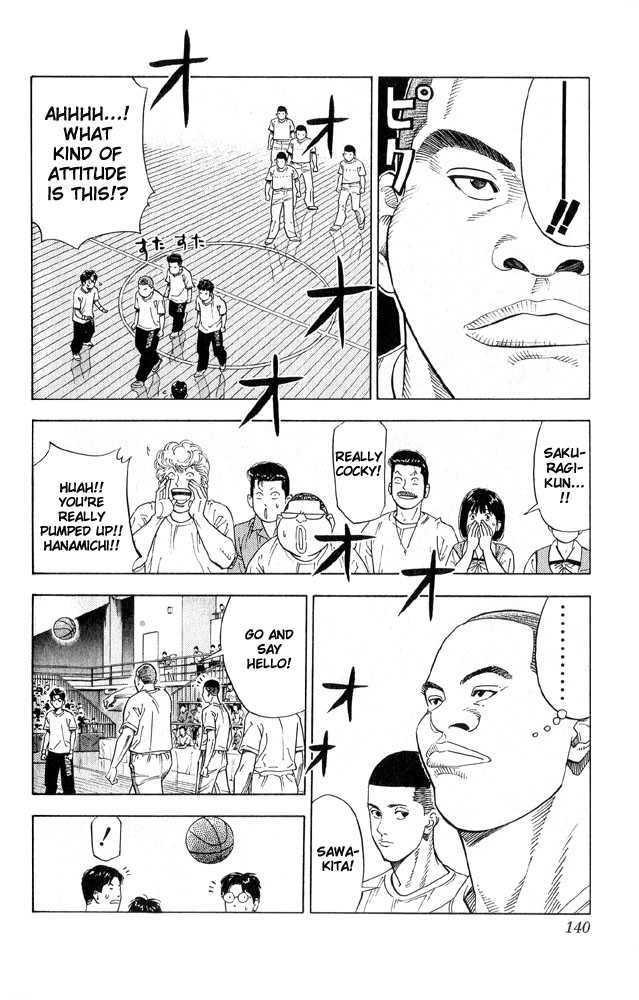 !!
ピク
AHHHH...!
WHAT
KIND OF
ATTITUDE
IS THIS!?
オ
オ
すた すた
オ
オ
SAKU-
RAGI-
KUN...
..!!
REALLY
COCKY!
HUAH!!
YOU'RE
REALLY
PUMPED UP!!
HANAMICHI!!
オ
オ
オ
オ
SAWA-
KITA!
GO AND
SAY
HELLO!
!
140